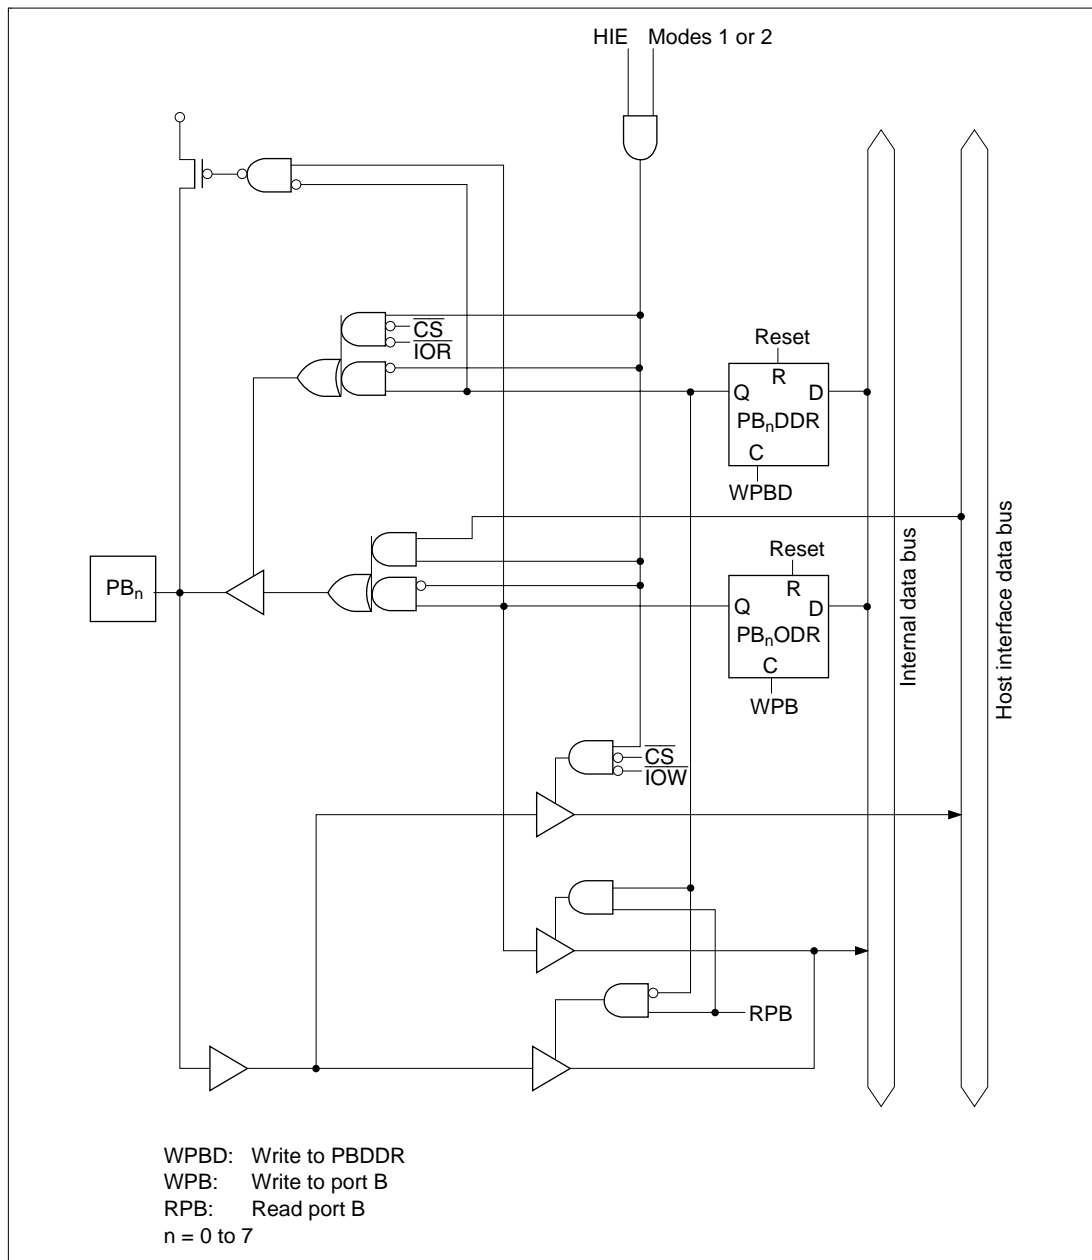 HIE Modes 1 or 2
CS
IOR
Reset
R
Q D
PBnDDR
C
WPBD
Reset
R
Q D
PBnODR
C
WPB
PBn
Internal data bus
Host interface data bus
CS
IOW
RPB
WPBD: Write to PBDDR
WPB: Write to port B
RPB: Read port B
n = 0 to 7